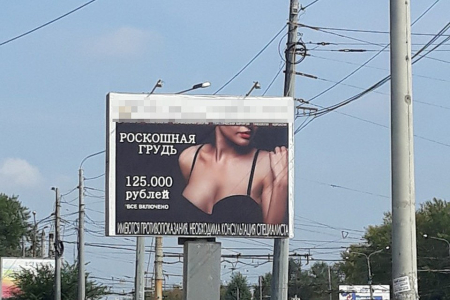 РОСКОШНАЯ
ГРУДЬ
125.000
рублей
*ВСЕ ВКЛЮЧЕНО
ИМЕЮТСЯ ПРОТИВОПОКАЗАНИЯ. НЕОБХОДИМА КОНСУЛЬТАЦИЯ СПЕЦИАЛИСТА